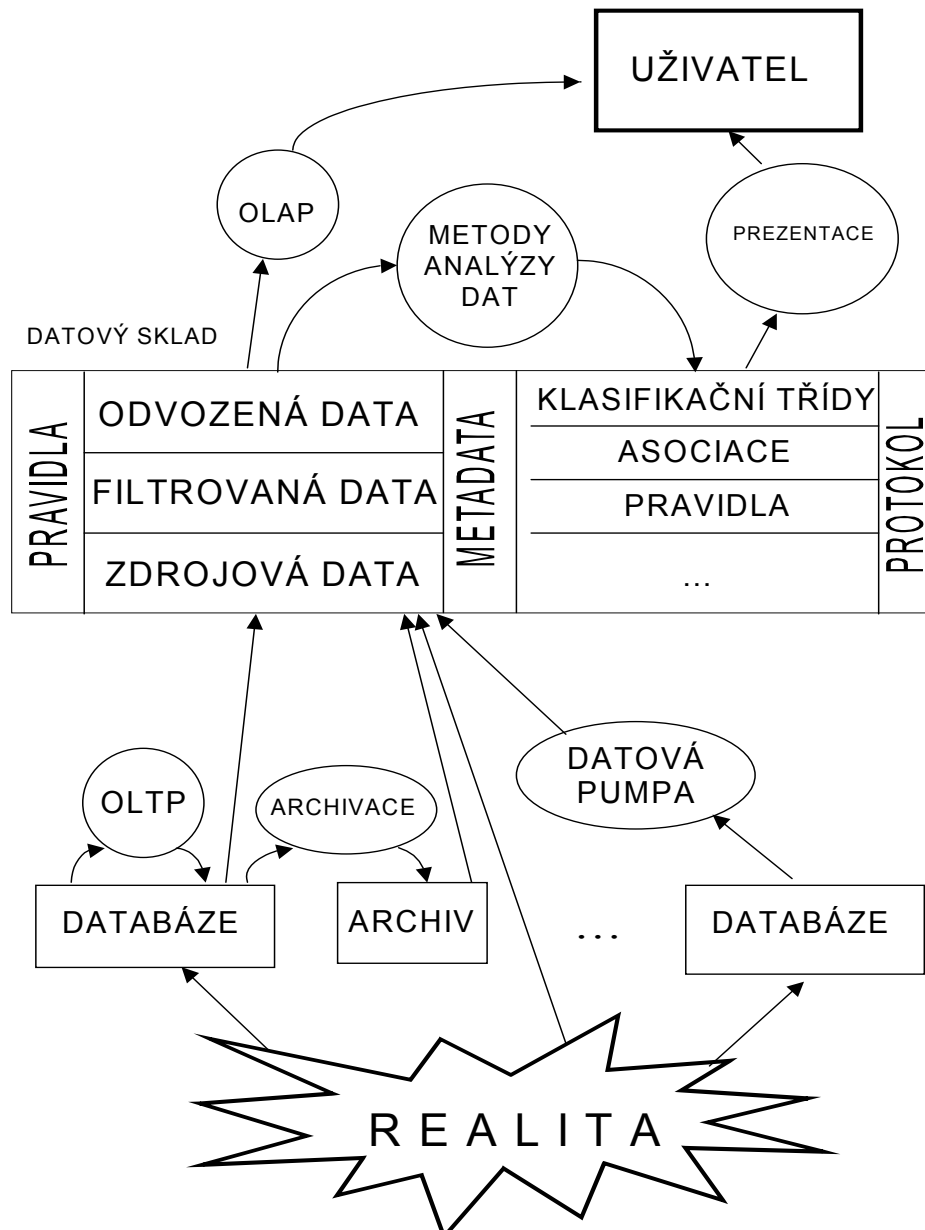 UŽIVATEL
OLAP
METODY
ANALÝZY
DAT
PREZENTACE
DATOVÝ SKLAD
PRAVIDLA
ODVOZENÁ DATA
FILTROVANÁ DATA
ZDROJOVÁ DATA
METADATA
KLASIFIKAČNÍ TŘÍDY
ASOCIACE
PRAVIDLA
...
PROTOKOL
OLTP
ARCHIVACE
DATOVÁ
PUMPA
DATABÁZE
ARCHIV
...
DATABÁZE
REALITA